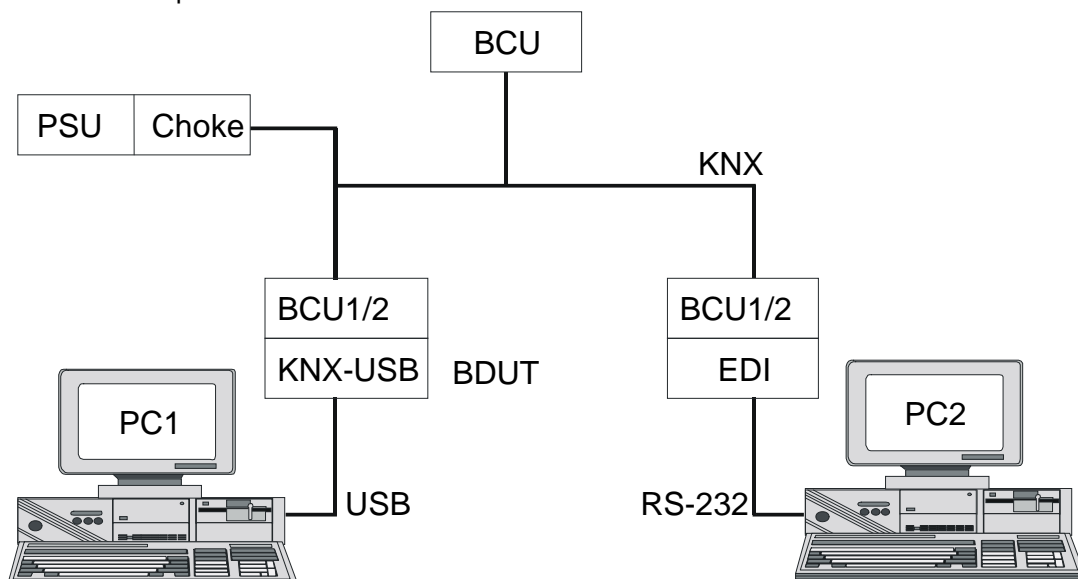 BCU
PSU Choke
KNX
BCU1/2
KNX-USB
BDUT
BCU1/2
EDI
PC1
PC2
USB
RS-232